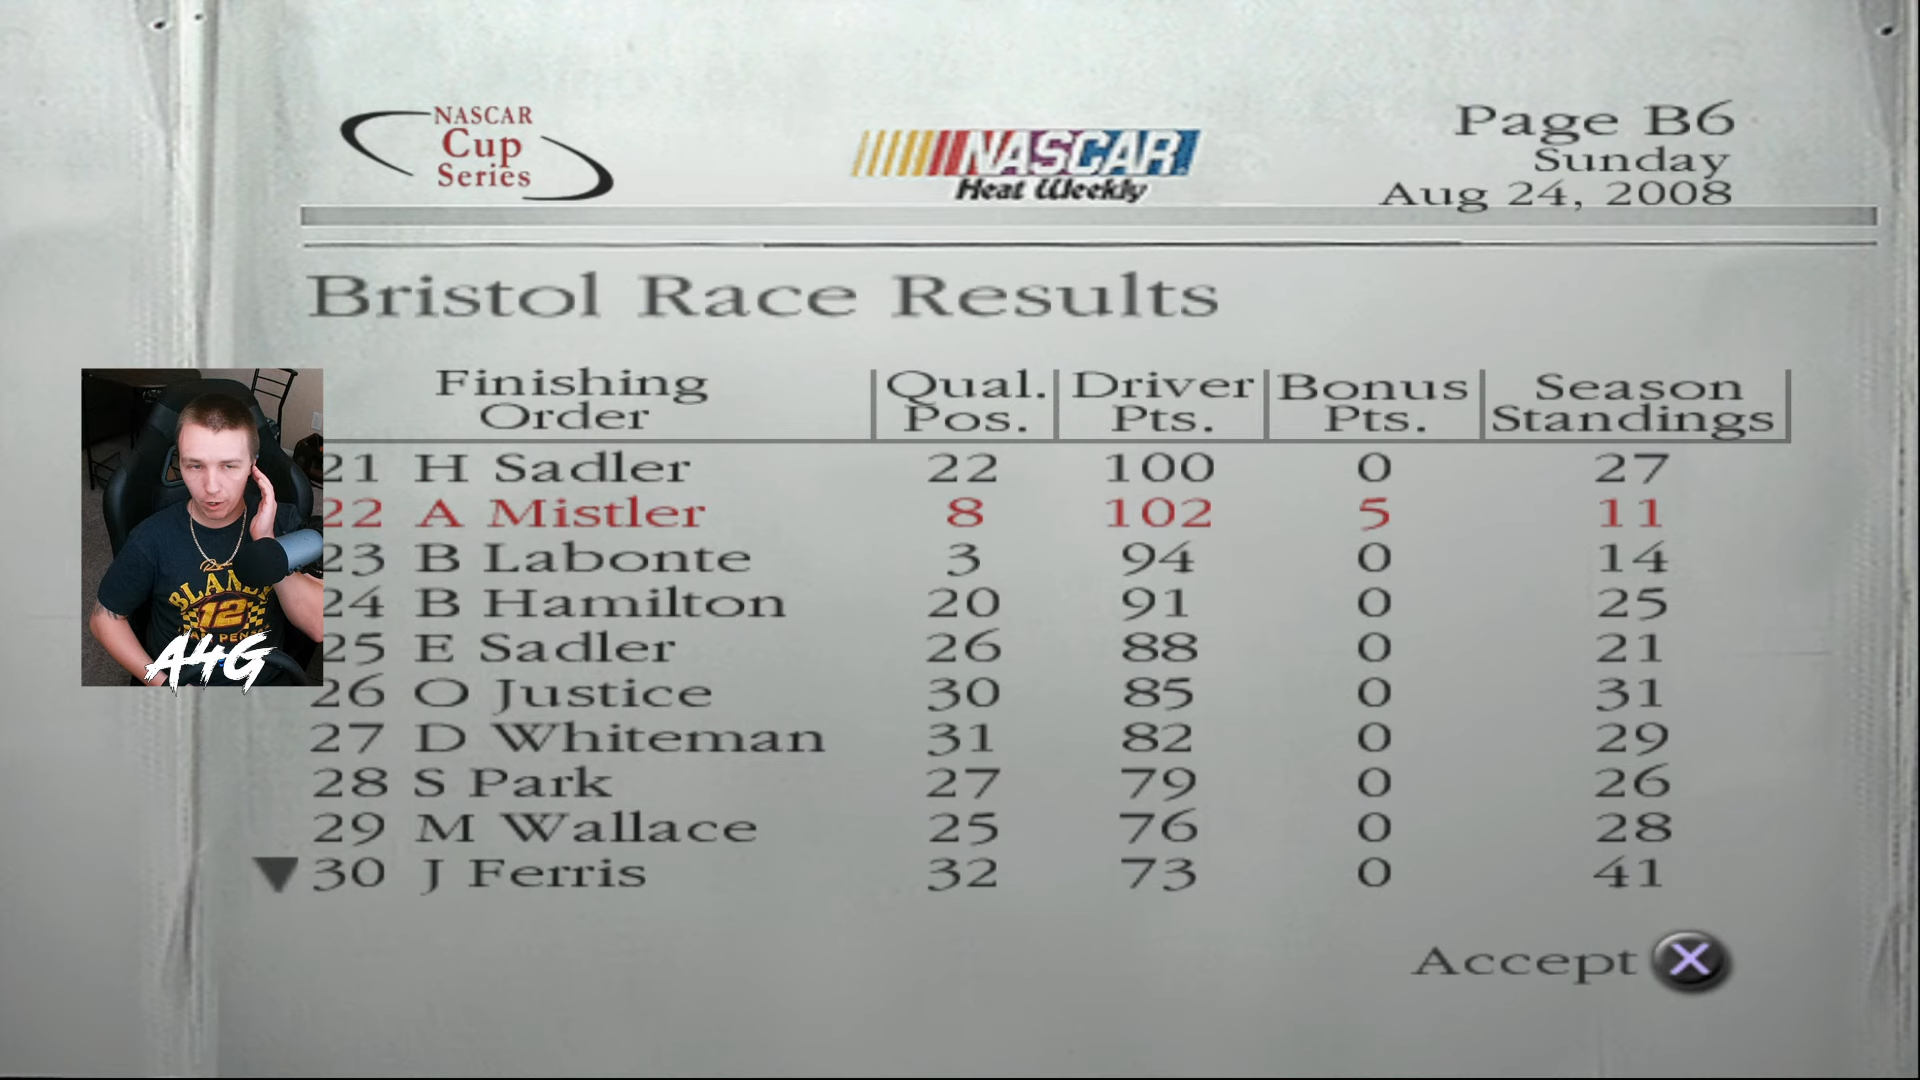 NASCAR
Cup
Series
NASCAR
Heat Weekly
Page B6
Sunday
Aug 24, 2008
Bristol Race Results
Finishing Order Qual. Pos. Driver Pts. Bonus Pts. Season Standings
21 H Sadler 22 100 0 27
22 A Mistler 8 102 5 11
23 B Labonte 3 94 0 14
24 B Hamilton 20 91 0 25
25 E Sadler 26 88 0 21
26 O Justice 30 85 0 31
27 D Whiteman 31 82 0 29
28 S Park 27 79 0 26
29 M Wallace 25 76 0 28
30 J Ferris 32 73 0 41
12
A4G
Accept X